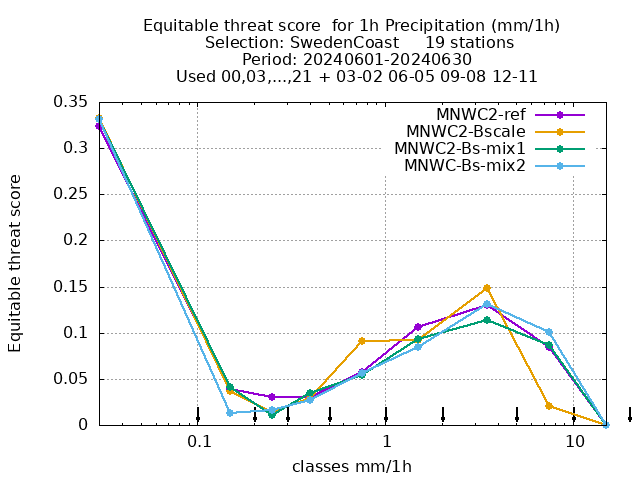 Equitable threat score  for 1h Precipitation (mm/1h)
Selection: SwedenCoast     19 stations
Period: 20240601-20240630
Used 00,03,...,21 + 03-02 06-05 09-08 12-11
MNWC2-ref
MNWC2-Bscale
MNWC2-Bs-mix1
MNWC-Bs-mix2
Equitable threat score
0.35
0.3
0.25
0.2
0.15
0.1
0.05
0
0.1
1
10
classes mm/1h